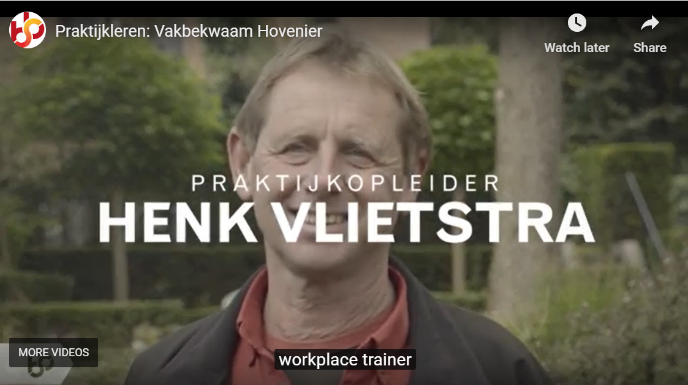 Praktijkleren: Vakbekwaam Hovenier
Watch later
Share
PRAKTIJKOPLEIDER
HENK VLIETSTRA
MORE VIDEOS
workplace trainer